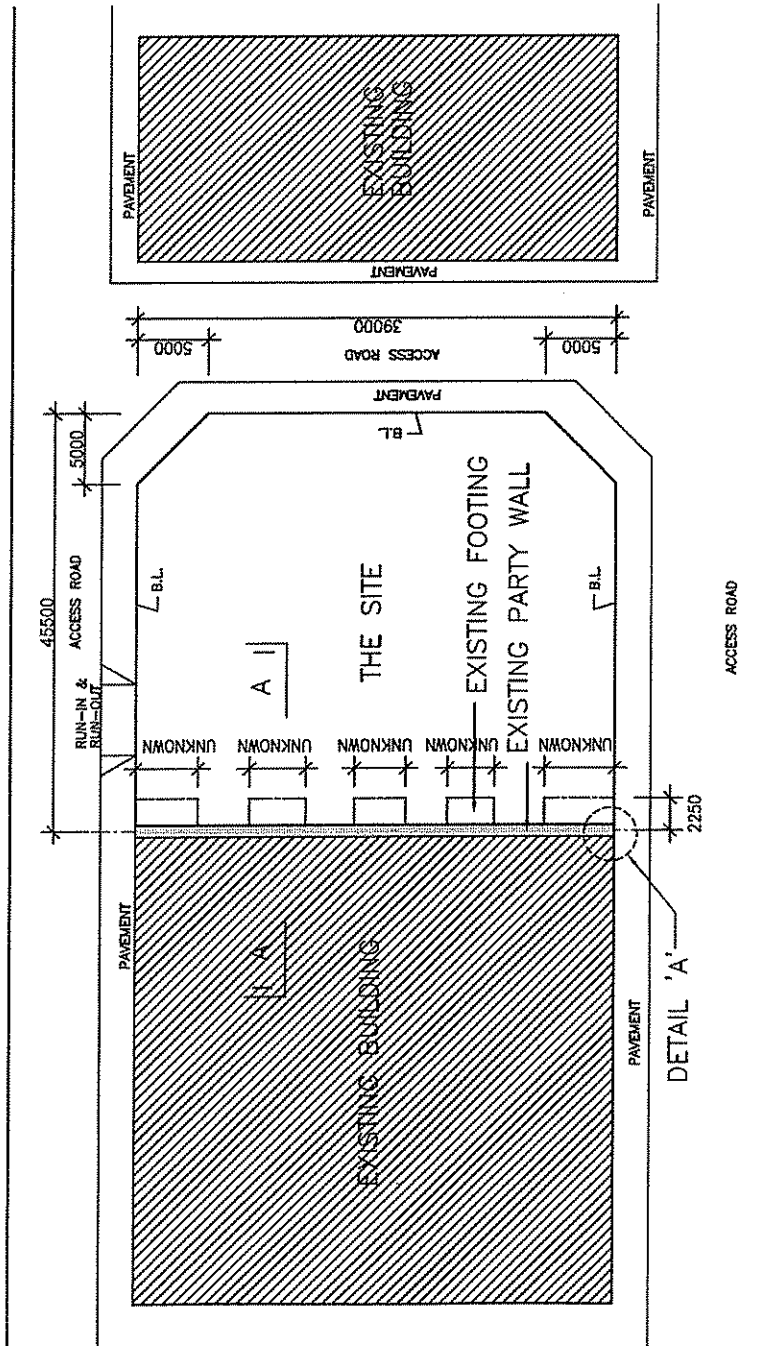 PAVEMENT
EXISTING
BUILDING
PAVEMENT
PAVEMENT
39000
5000
5000
ACCESS ROAD
PAVEMENT
B.L.
45500
5000
ACCESS ROAD
RUN-IN &
RUN-OUT
B.L.
B.L.
THE SITE
A
EXISTING FOOTING
EXISTING PARTY WALL
UNKNOWN
UNKNOWN
UNKNOWN
UNKNOWN
UNKNOWN
2250
ACCESS ROAD
PAVEMENT
A
EXISTING BUILDING
PAVEMENT
DETAIL 'A'